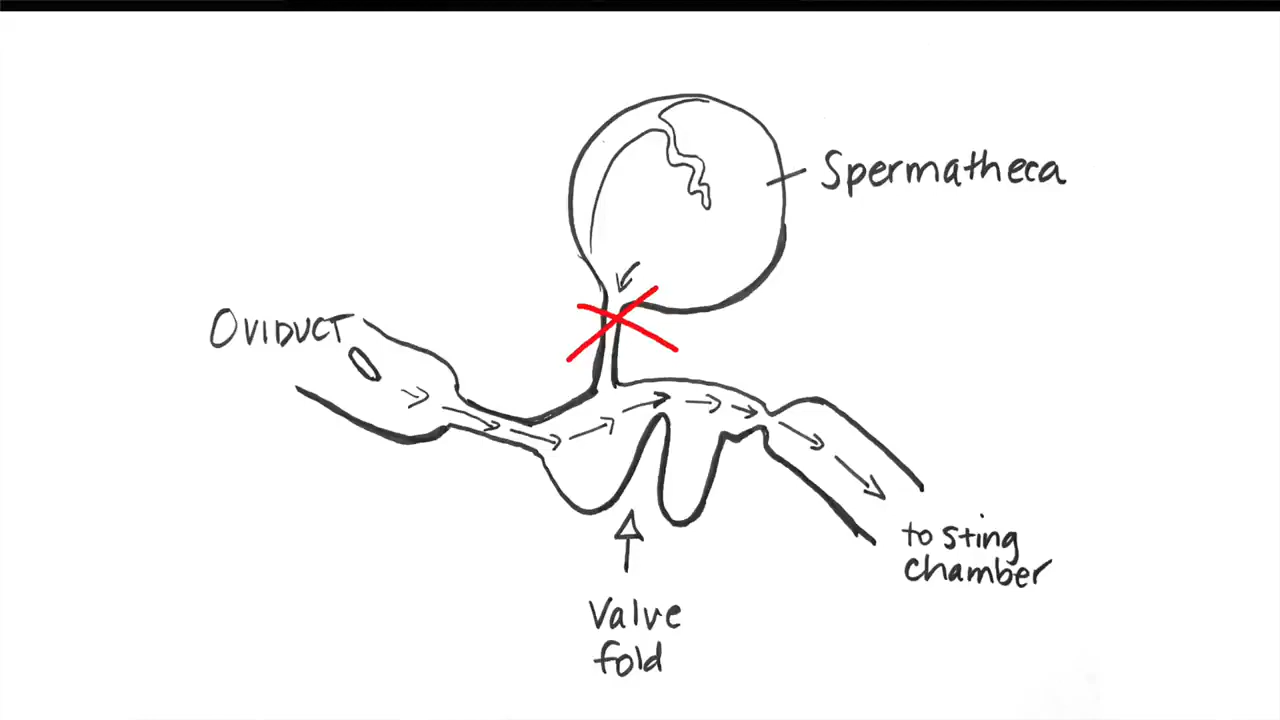 Spermatheca
OVIDUCT
to sting
chamber
Valve
fold